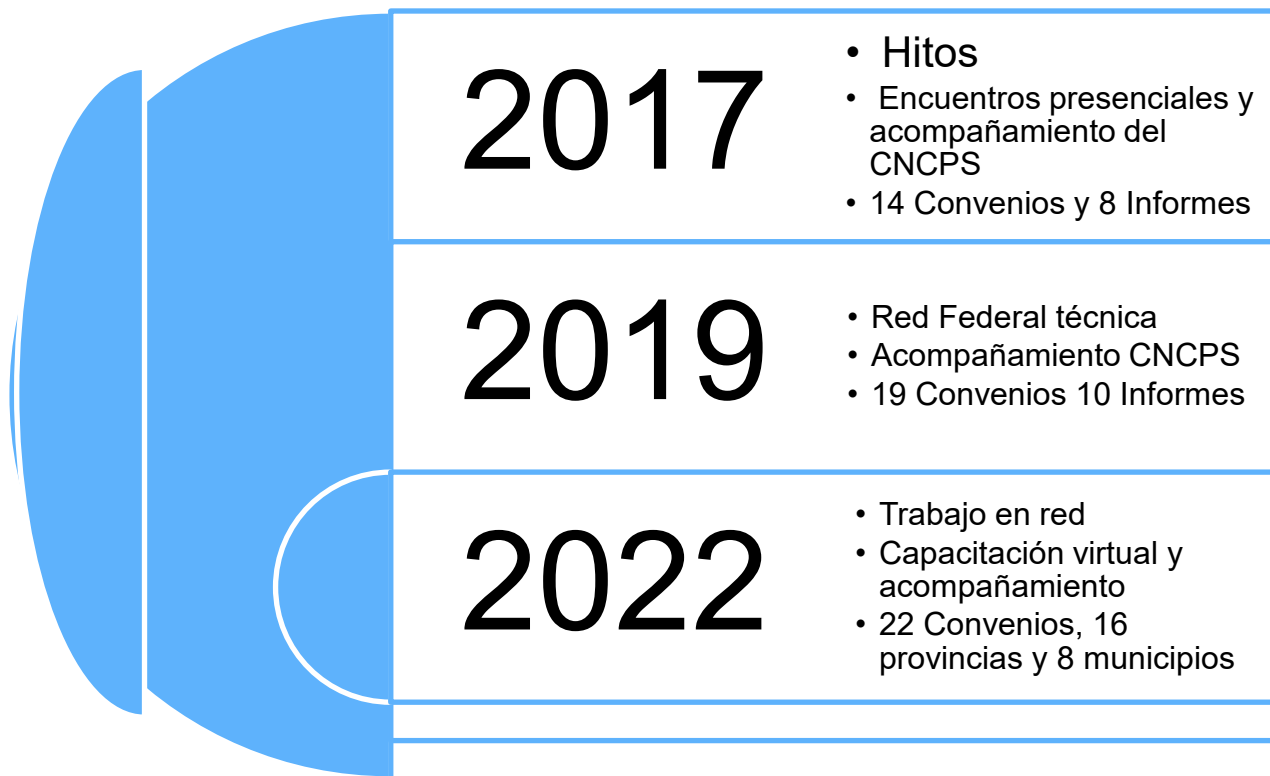 2017
• Hitos
• Encuentros presenciales y
acompañamiento del
CNCPS
• 14 Convenios y 8 Informes
2019
• Red Federal técnica
• Acompañamiento CNCPS
• 19 Convenios 10 Informes
2022
• Trabajo en red
• Capacitación virtual y
acompañamiento
• 22 Convenios, 16
provincias y 8 municipios